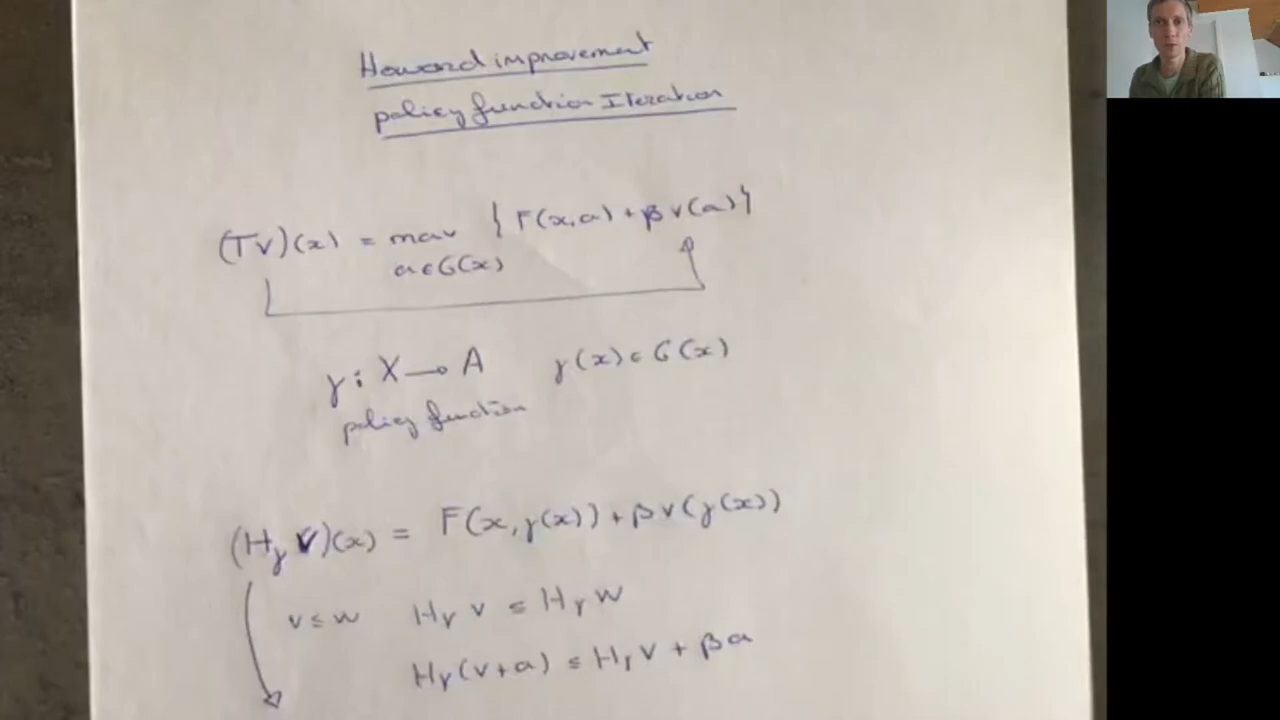 Howard improvement
policy function Iteration
(Tv)(x) = max { F(x,a) + β v(a) }
a ∈ G(x)
γ : X → A γ(x) ∈ G(x)
policy function
(Hγ v)(x) = F(x, γ(x)) + β v(γ(x))
v ≤ w Hγ v ≤ Hγ w
Hγ(v+a) ≤ Hγ v + βa